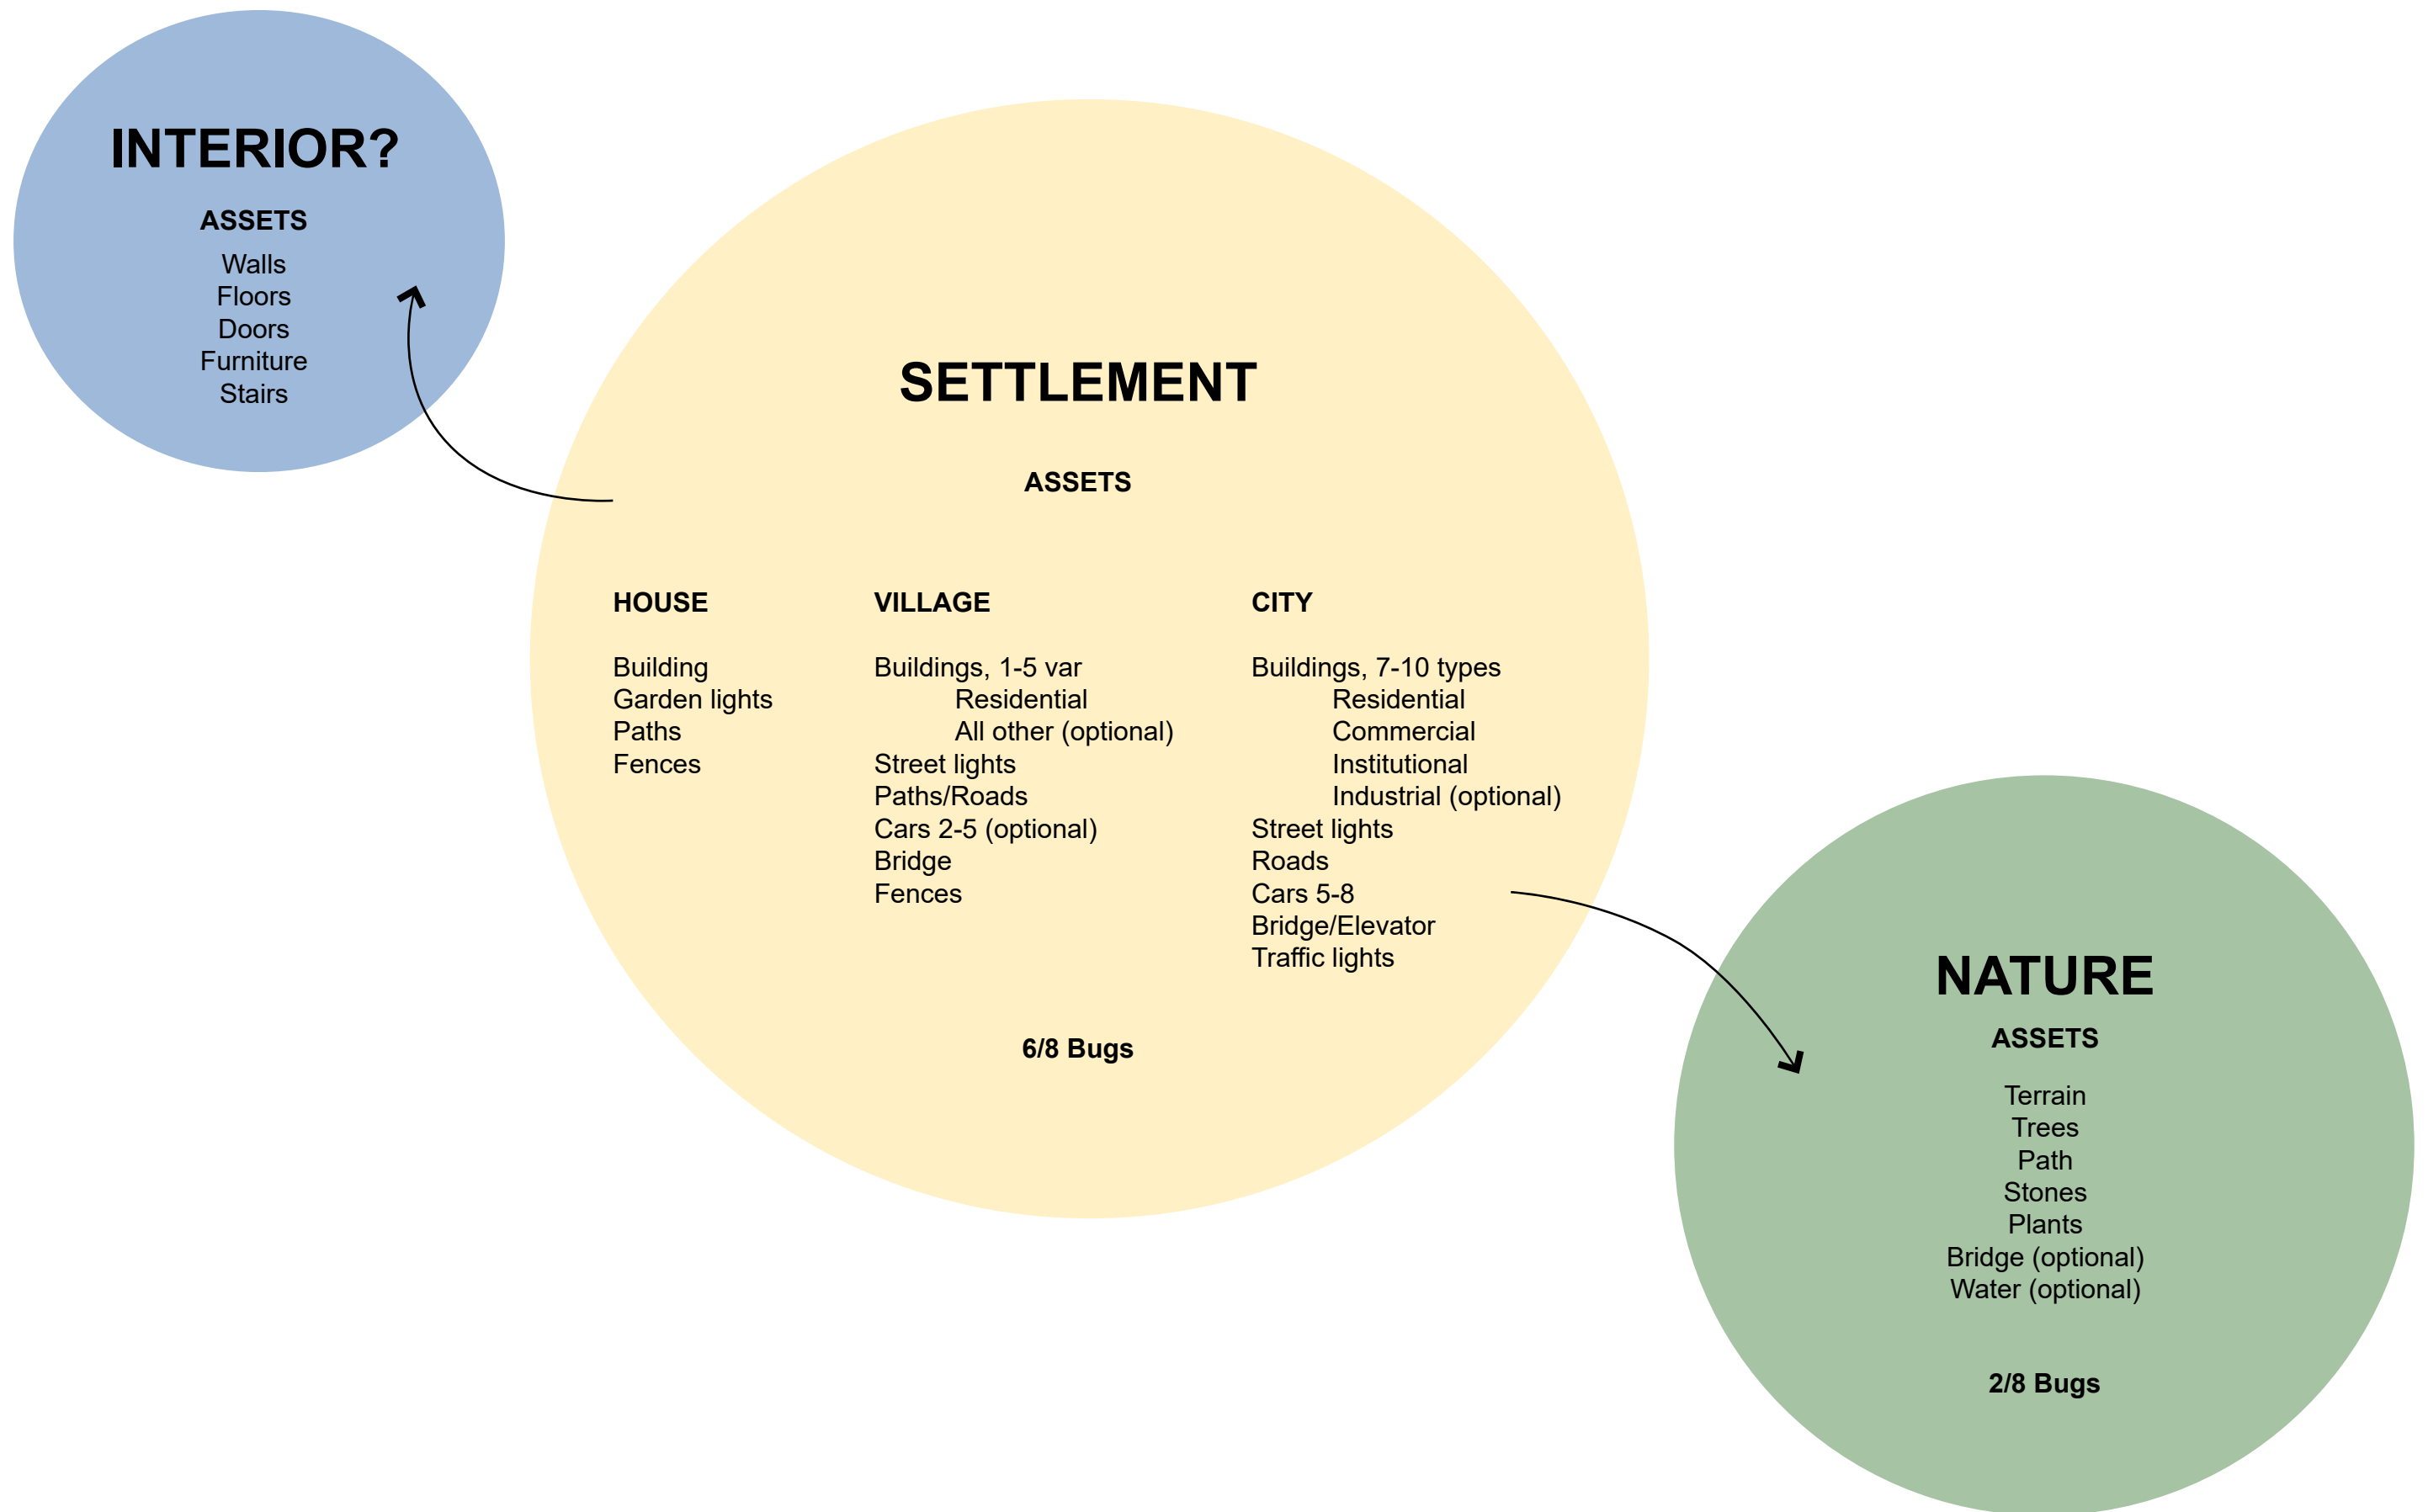 INTERIOR?
ASSETS
Walls
Floors
Doors
Furniture
Stairs
SETTLEMENT
ASSETS
HOUSE
Building
Garden lights
Paths
Fences
VILLAGE
Buildings, 1-5 var
Residential
All other (optional)
Street lights
Paths/Roads
Cars 2-5 (optional)
Bridge
Fences
CITY
Buildings, 7-10 types
Residential
Commercial
Institutional
Industrial (optional)
Street lights
Roads
Cars 5-8
Bridge/Elevator
Traffic lights
6/8 Bugs
NATURE
ASSETS
Terrain
Trees
Path
Stones
Plants
Bridge (optional)
Water (optional)
2/8 Bugs